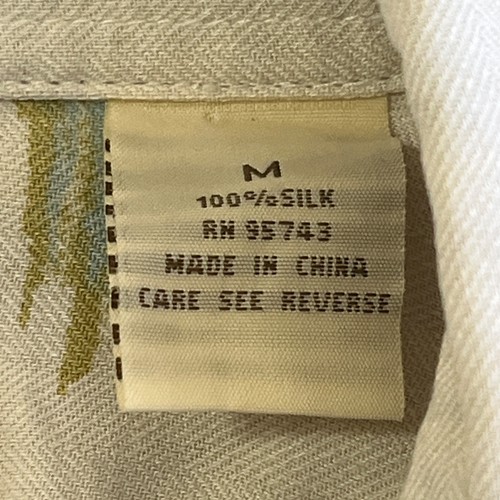 M
100%SILK
RN 95743
MADE IN CHINA
CARE SEE REVERSE